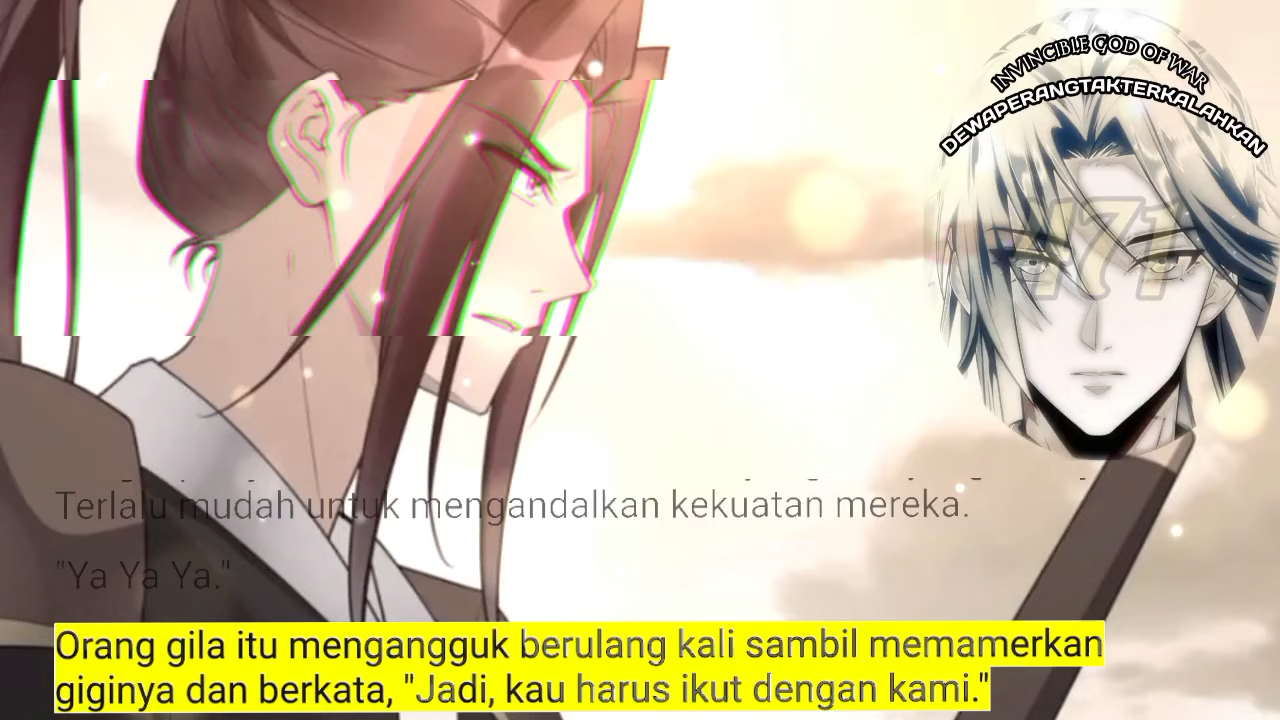 INVINCIBLE GOD OF WAR
DEWAPERANGTAKTERKALAHKAN
471
Terlalu mudah untuk mengandalkan kekuatan mereka.
"Ya Ya Ya."
Orang gila itu mengangguk berulang kali sambil memamerkan
giginya dan berkata, "Jadi, kau harus ikut dengan kami."